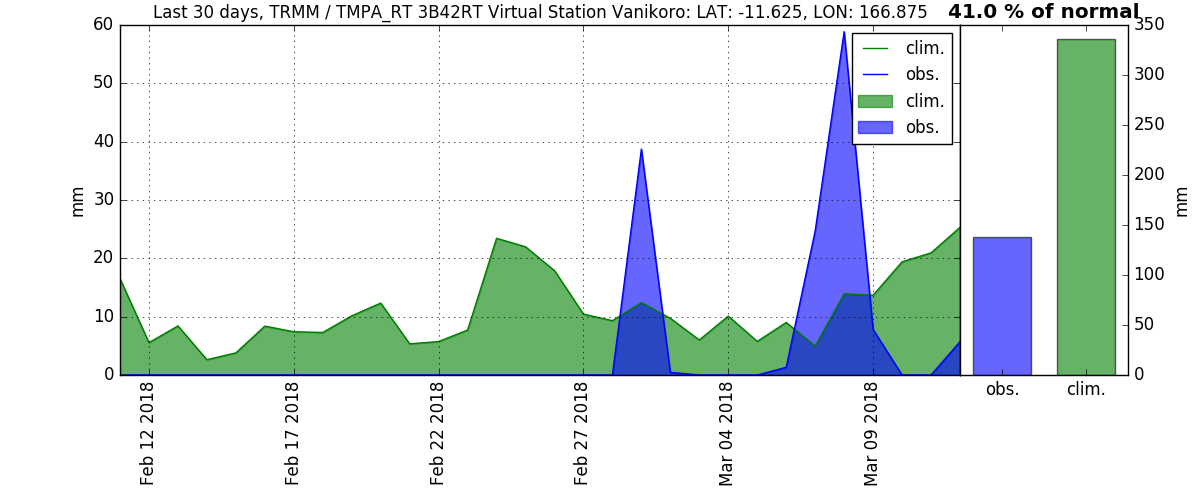 Last 30 days, TRMM / TMPA_RT 3B42RT Virtual Station Vanikoro: LAT: -11.625, LON: 166.875
41.0 % of normal
60
50
40
30
20
10
0
mm
clim.
obs.
clim.
obs.
Feb 12 2018
Feb 17 2018
Feb 22 2018
Feb 27 2018
Mar 04 2018
Mar 09 2018
350
300
250
200
150
100
50
0
mm
obs.
clim.